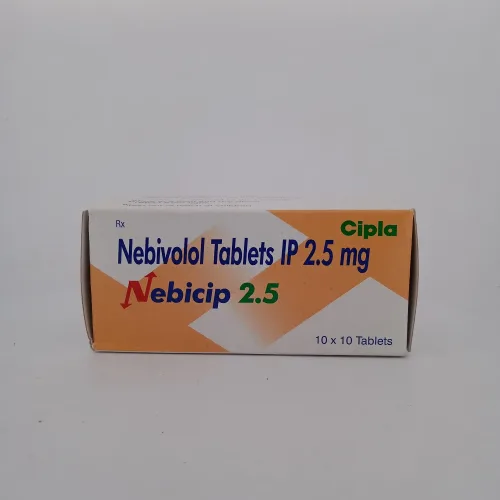 Rx
Cipla
Nebivolol Tablets IP 2.5 mg
Nebicip 2.5
10 x 10 Tablets